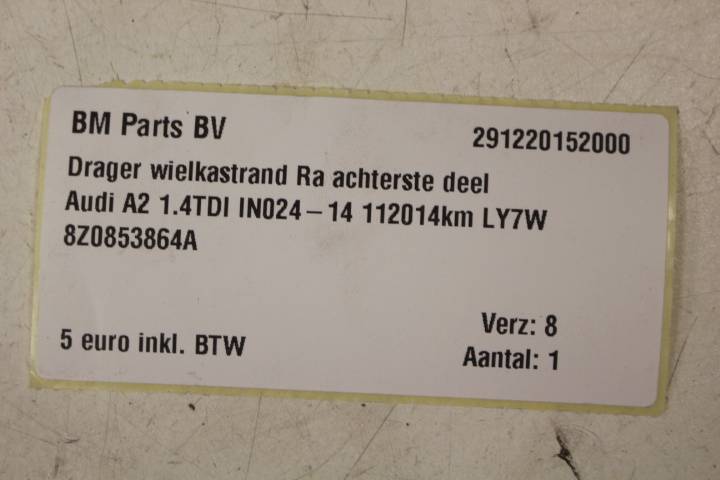 BM Parts BV
291220152000
Drager wielkastrand Ra achterste deel
Audi A2 1.4TDI IN024-14 112014km LY7W
8Z0853864A
Verz: 8
5 euro inkl. BTW
Aantal: 1